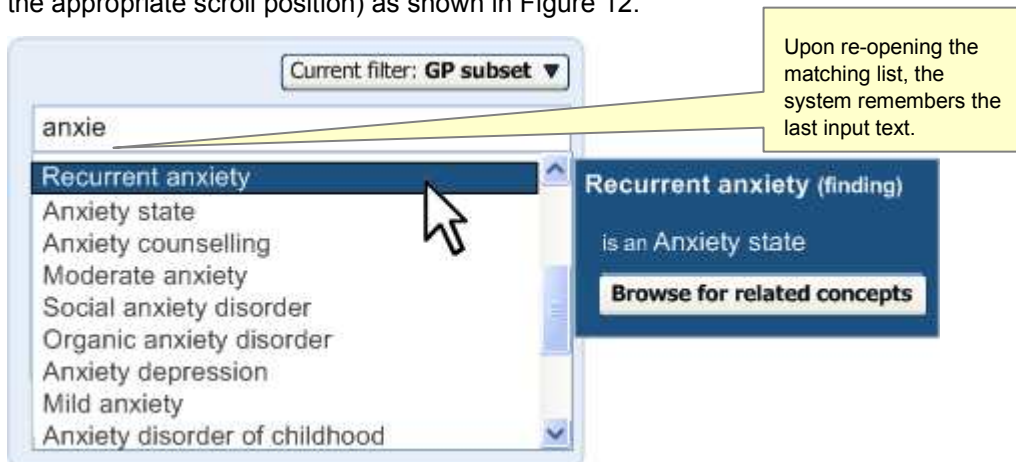 the appropriate scroll position) as shown in Figure 12.
Upon re-opening the
matching list, the
system remembers the
last input text.
Current filter: GP subset ▼
anxie
Recurrent anxiety
Anxiety state
Anxiety counselling
Moderate anxiety
Social anxiety disorder
Organic anxiety disorder
Anxiety depression
Mild anxiety
Anxiety disorder of childhood
Recurrent anxiety (finding)
is an Anxiety state
Browse for related concepts